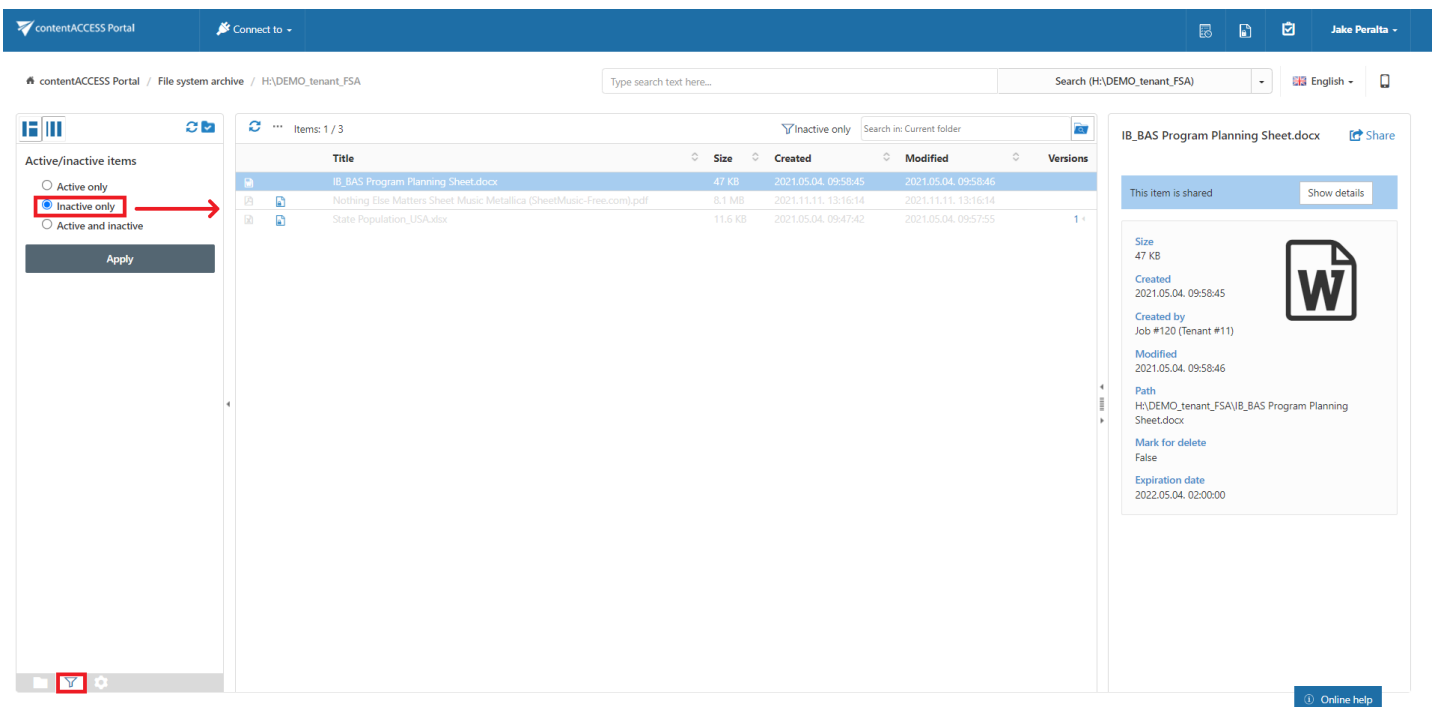 contentACCESS Portal
Connect to
Jake Peralta
contentACCESS Portal / File system archive / H:\DEMO_tenant_FSA
Type search text here...
Search (H:\DEMO_tenant_FSA)
English
Active/inactive items
Active only
Inactive only
Active and inactive
Apply
Items: 1 / 3
Inactive only
Search in: Current folder
Title Size Created Modified Versions
IB_BAS Program Planning Sheet.docx 47 KB 2021.05.04. 09:58:45 2021.05.04. 09:58:46
Nothing Else Matters Sheet Music Metallica (SheetMusic-Free.com).pdf 8.1 MB 2021.11.11. 13:16:14 2021.11.11. 13:16:14
State Population_USA.xlsx 11.6 KB 2021.05.04. 09:47:42 2021.05.04. 09:57:55 1
IB_BAS Program Planning Sheet.docx
Share
This item is shared
Show details
Size
47 KB
Created
2021.05.04. 09:58:45
Created by
Job #120 (Tenant #11)
Modified
2021.05.04. 09:58:46
Path
H:\DEMO_tenant_FSA\IB_BAS Program Planning
Sheet.docx
Mark for delete
False
Expiration date
2022.05.04. 02:00:00
W
Online help